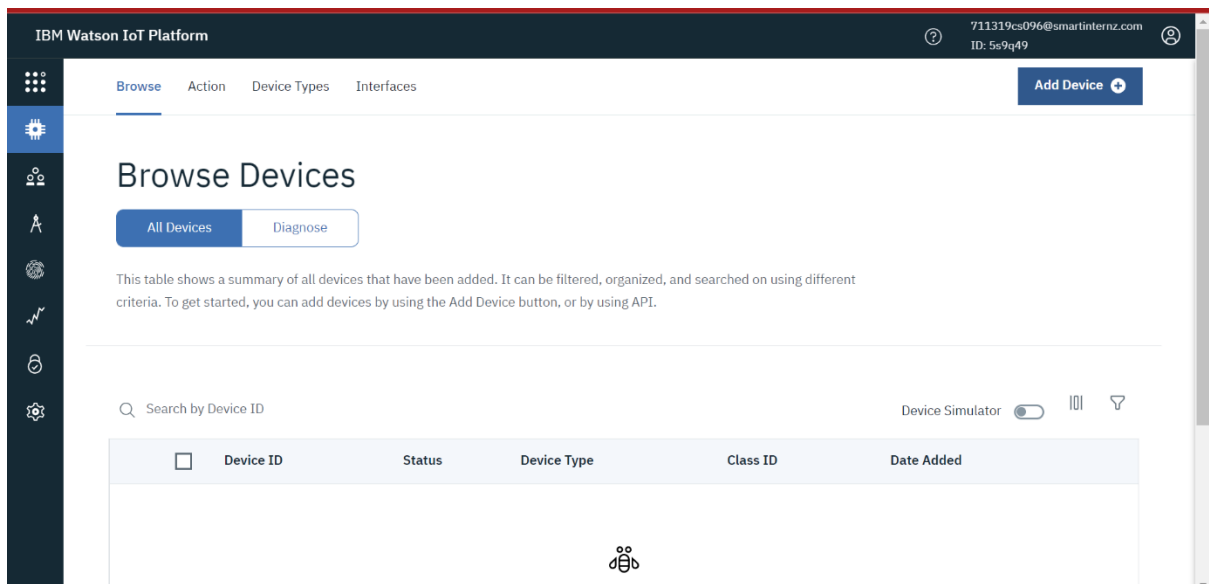 IBM Watson IoT Platform
711319cs096@smartinternz.com
ID: 5s9q49
Browse Action Device Types Interfaces
Add Device
Browse Devices
All Devices Diagnose
This table shows a summary of all devices that have been added. It can be filtered, organized, and searched on using different
criteria. To get started, you can add devices by using the Add Device button, or by using API.
Search by Device ID
Device Simulator
Device ID Status Device Type Class ID Date Added